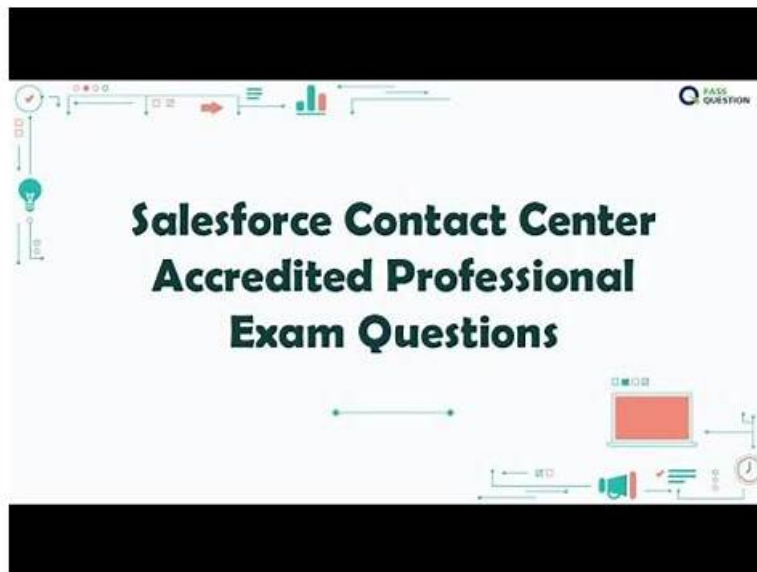 PASS
QUESTION
Salesforce Contact Center
Accredited Professional
Exam Questions